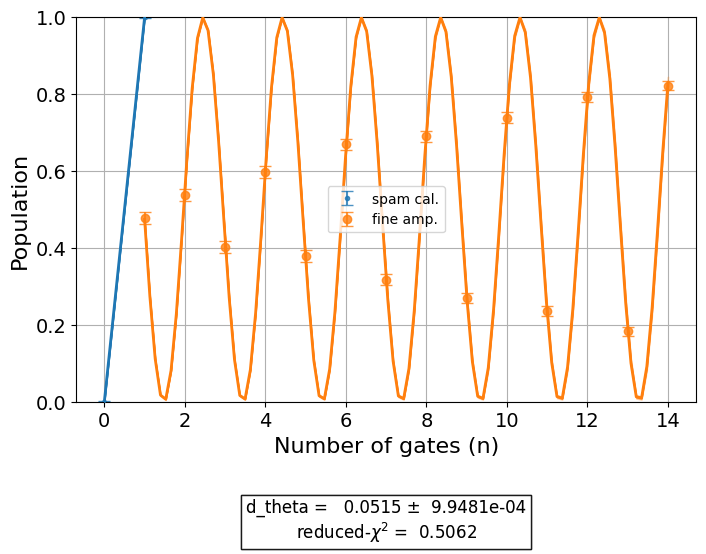 1.0
0.8
0.6
0.4
0.2
0.0
Population
spam cal.
fine amp.
0 2 4 6 8 10 12 14
Number of gates (n)
d_theta = 0.0515 ± 9.9481e-04
reduced-χ² = 0.5062